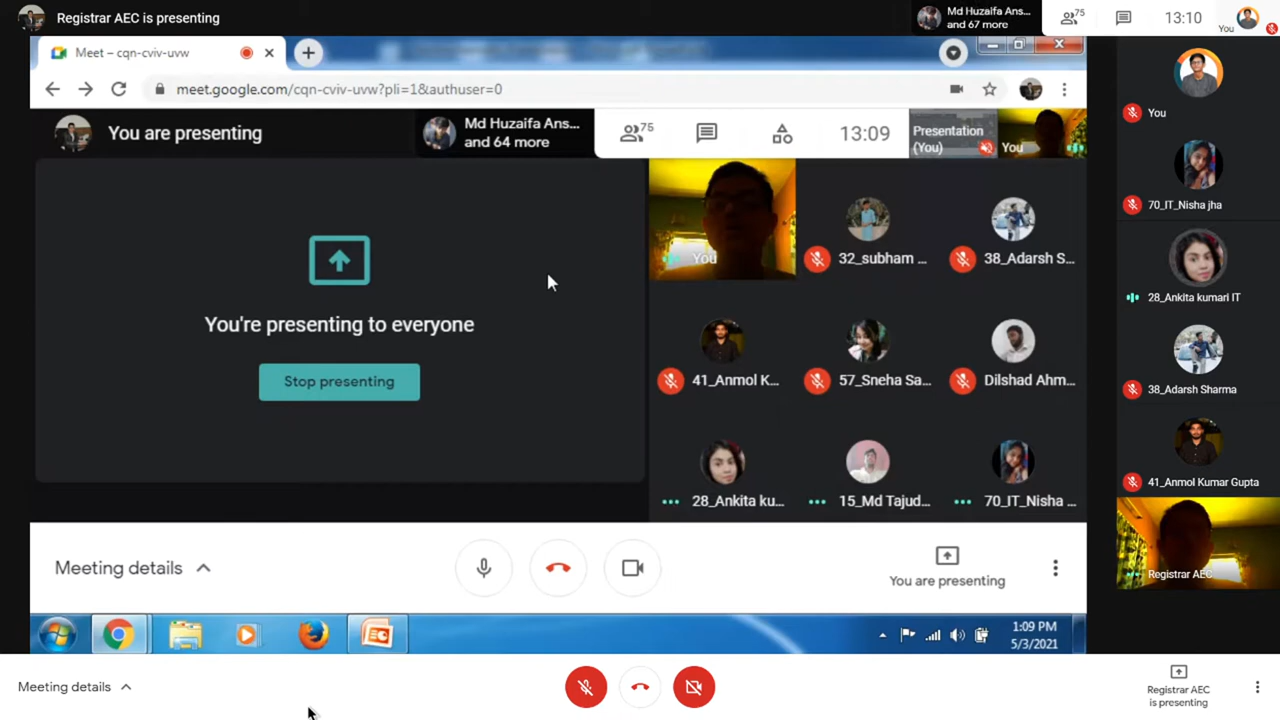 Registrar AEC is presenting
Md Huzaifa Ans...
and 67 more
75
13:10
You
Meet – cqn-cviv-uvw
meet.google.com/cqn-cviv-uvw?pli=1&authuser=0
You are presenting
Md Huzaifa Ans...
and 64 more
75
13:09
Presentation
(You)
You
You're presenting to everyone
Stop presenting
You
32_subham ...
38_Adarsh S...
41_Anmol K...
57_Sneha Sa...
Dilshad Ahm...
28_Ankita ku...
15_Md Tajud...
70_IT_Nisha ...
Meeting details
You are presenting
1:09 PM
5/3/2021
You
70_IT_Nisha jha
28_Ankita kumari IT
38_Adarsh Sharma
41_Anmol Kumar Gupta
Registrar AEC
Meeting details
Registrar AEC
is presenting